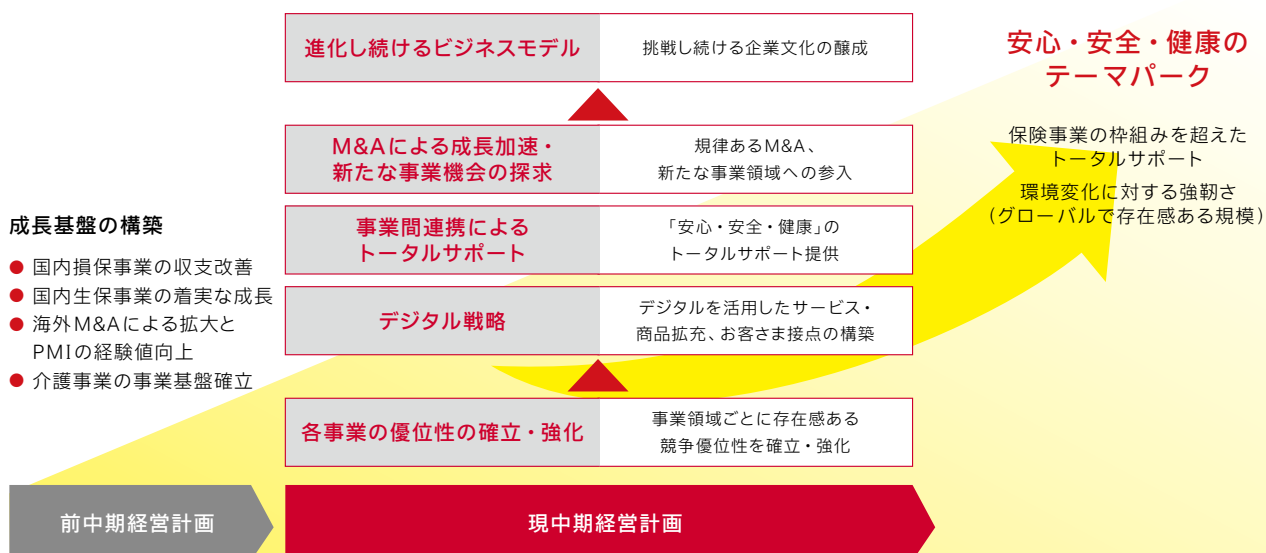 成長基盤の構築
● 国内損保事業の収支改善
● 国内生保事業の着実な成長
● 海外M&Aによる拡大と
PMIの経験値向上
● 介護事業の事業基盤確立
前中期経営計画
進化し続けるビジネスモデル
挑戦し続ける企業文化の醸成
M&Aによる成長加速・
新たな事業機会の探求
規律あるM&A、
新たな事業領域への参入
事業間連携による
トータルサポート
「安心・安全・健康」の
トータルサポート提供
デジタル戦略
デジタルを活用したサービス・
商品拡充、お客さま接点の構築
各事業の優位性の確立・強化
事業領域ごとに存在感ある
競争優位性を確立・強化
現中期経営計画
安心・安全・健康の
テーマパーク
保険事業の枠組みを超えた
トータルサポート
環境変化に対する強靭さ
（グローバルで存在感ある規模）